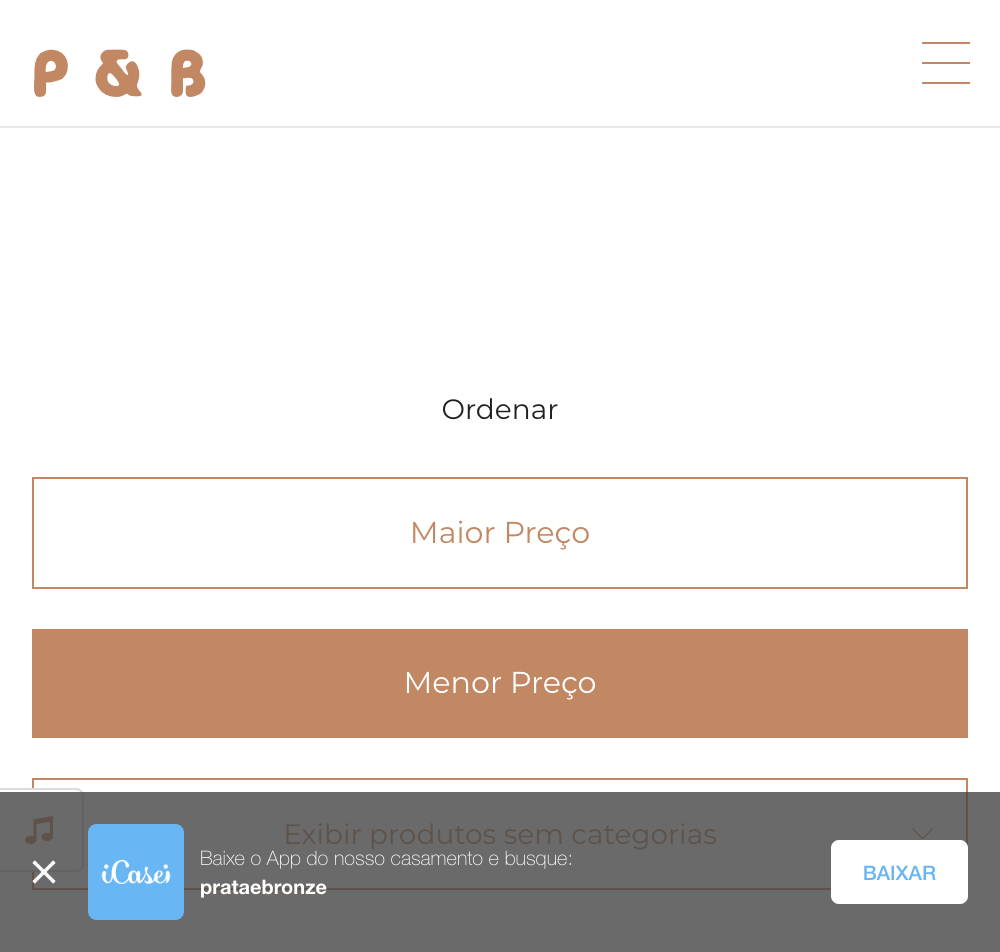 P & B
Ordenar
Maior Preço
Menor Preço
Exibir produtos sem categorias
iCasei
Baixe o App do nosso casamento e busque:
prataebronze
BAIXAR